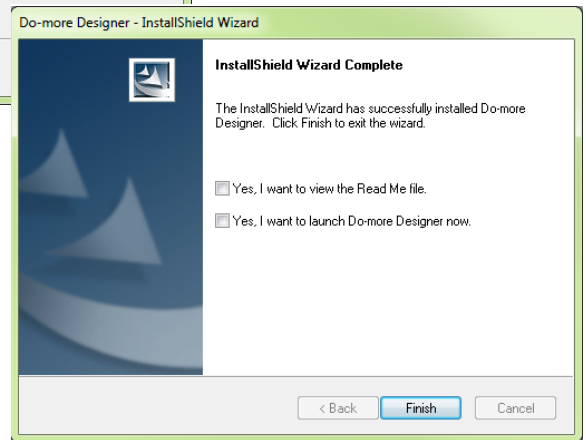 Do-more Designer - InstallShield Wizard
InstallShield Wizard Complete
The InstallShield Wizard has successfully installed Do-more
Designer. Click Finish to exit the wizard.
Yes, I want to view the Read Me file.
Yes, I want to launch Do-more Designer now.
< Back Finish Cancel